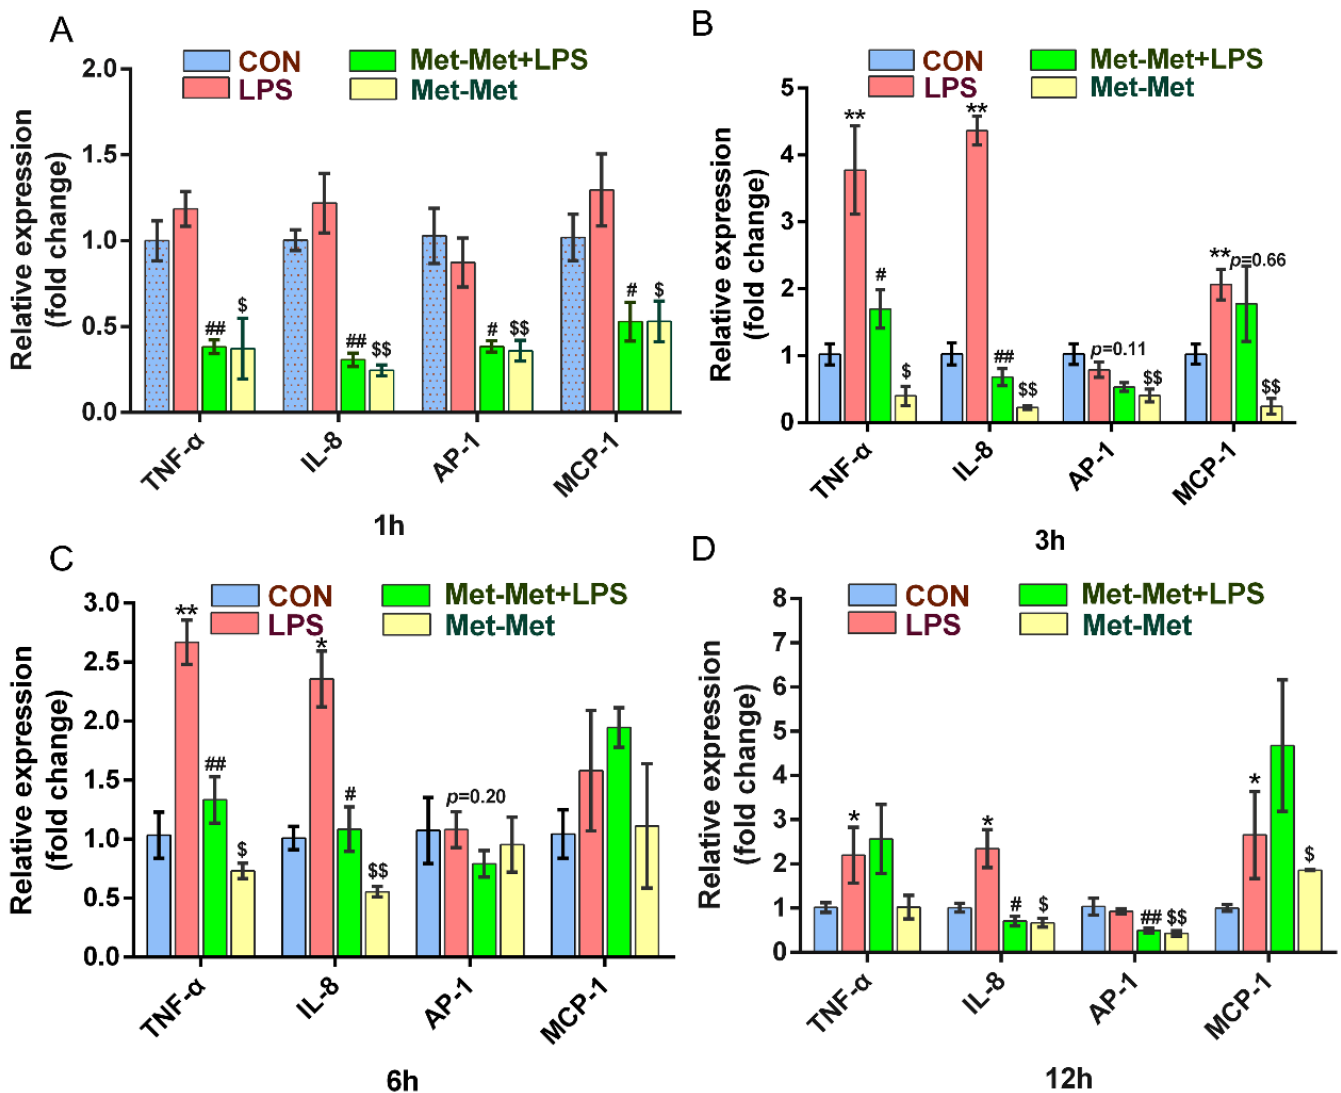 A
CON
Met-Met+LPS
LPS
Met-Met
Relative expression
(fold change)
2.0
1.5
1.0
0.5
0.0
## $
## $$
# $$
# $
TNF-α
IL-8
AP-1
MCP-1
1h
B
CON
Met-Met+LPS
LPS
Met-Met
Relative expression
(fold change)
5
4
3
2
1
0
** # $
** ## $$
p=0.11 $$
** p=0.66 $$
TNF-α
IL-8
AP-1
MCP-1
3h
C
CON
Met-Met+LPS
LPS
Met-Met
Relative expression
(fold change)
3.0
2.5
2.0
1.5
1.0
0.5
0.0
** ## $
* # $$
p=0.20
TNF-α
IL-8
AP-1
MCP-1
6h
D
CON
Met-Met+LPS
LPS
Met-Met
Relative expression
(fold change)
8
7
6
5
4
3
2
1
0
*
* # $
## $$
* $
TNF-α
IL-8
AP-1
MCP-1
12h